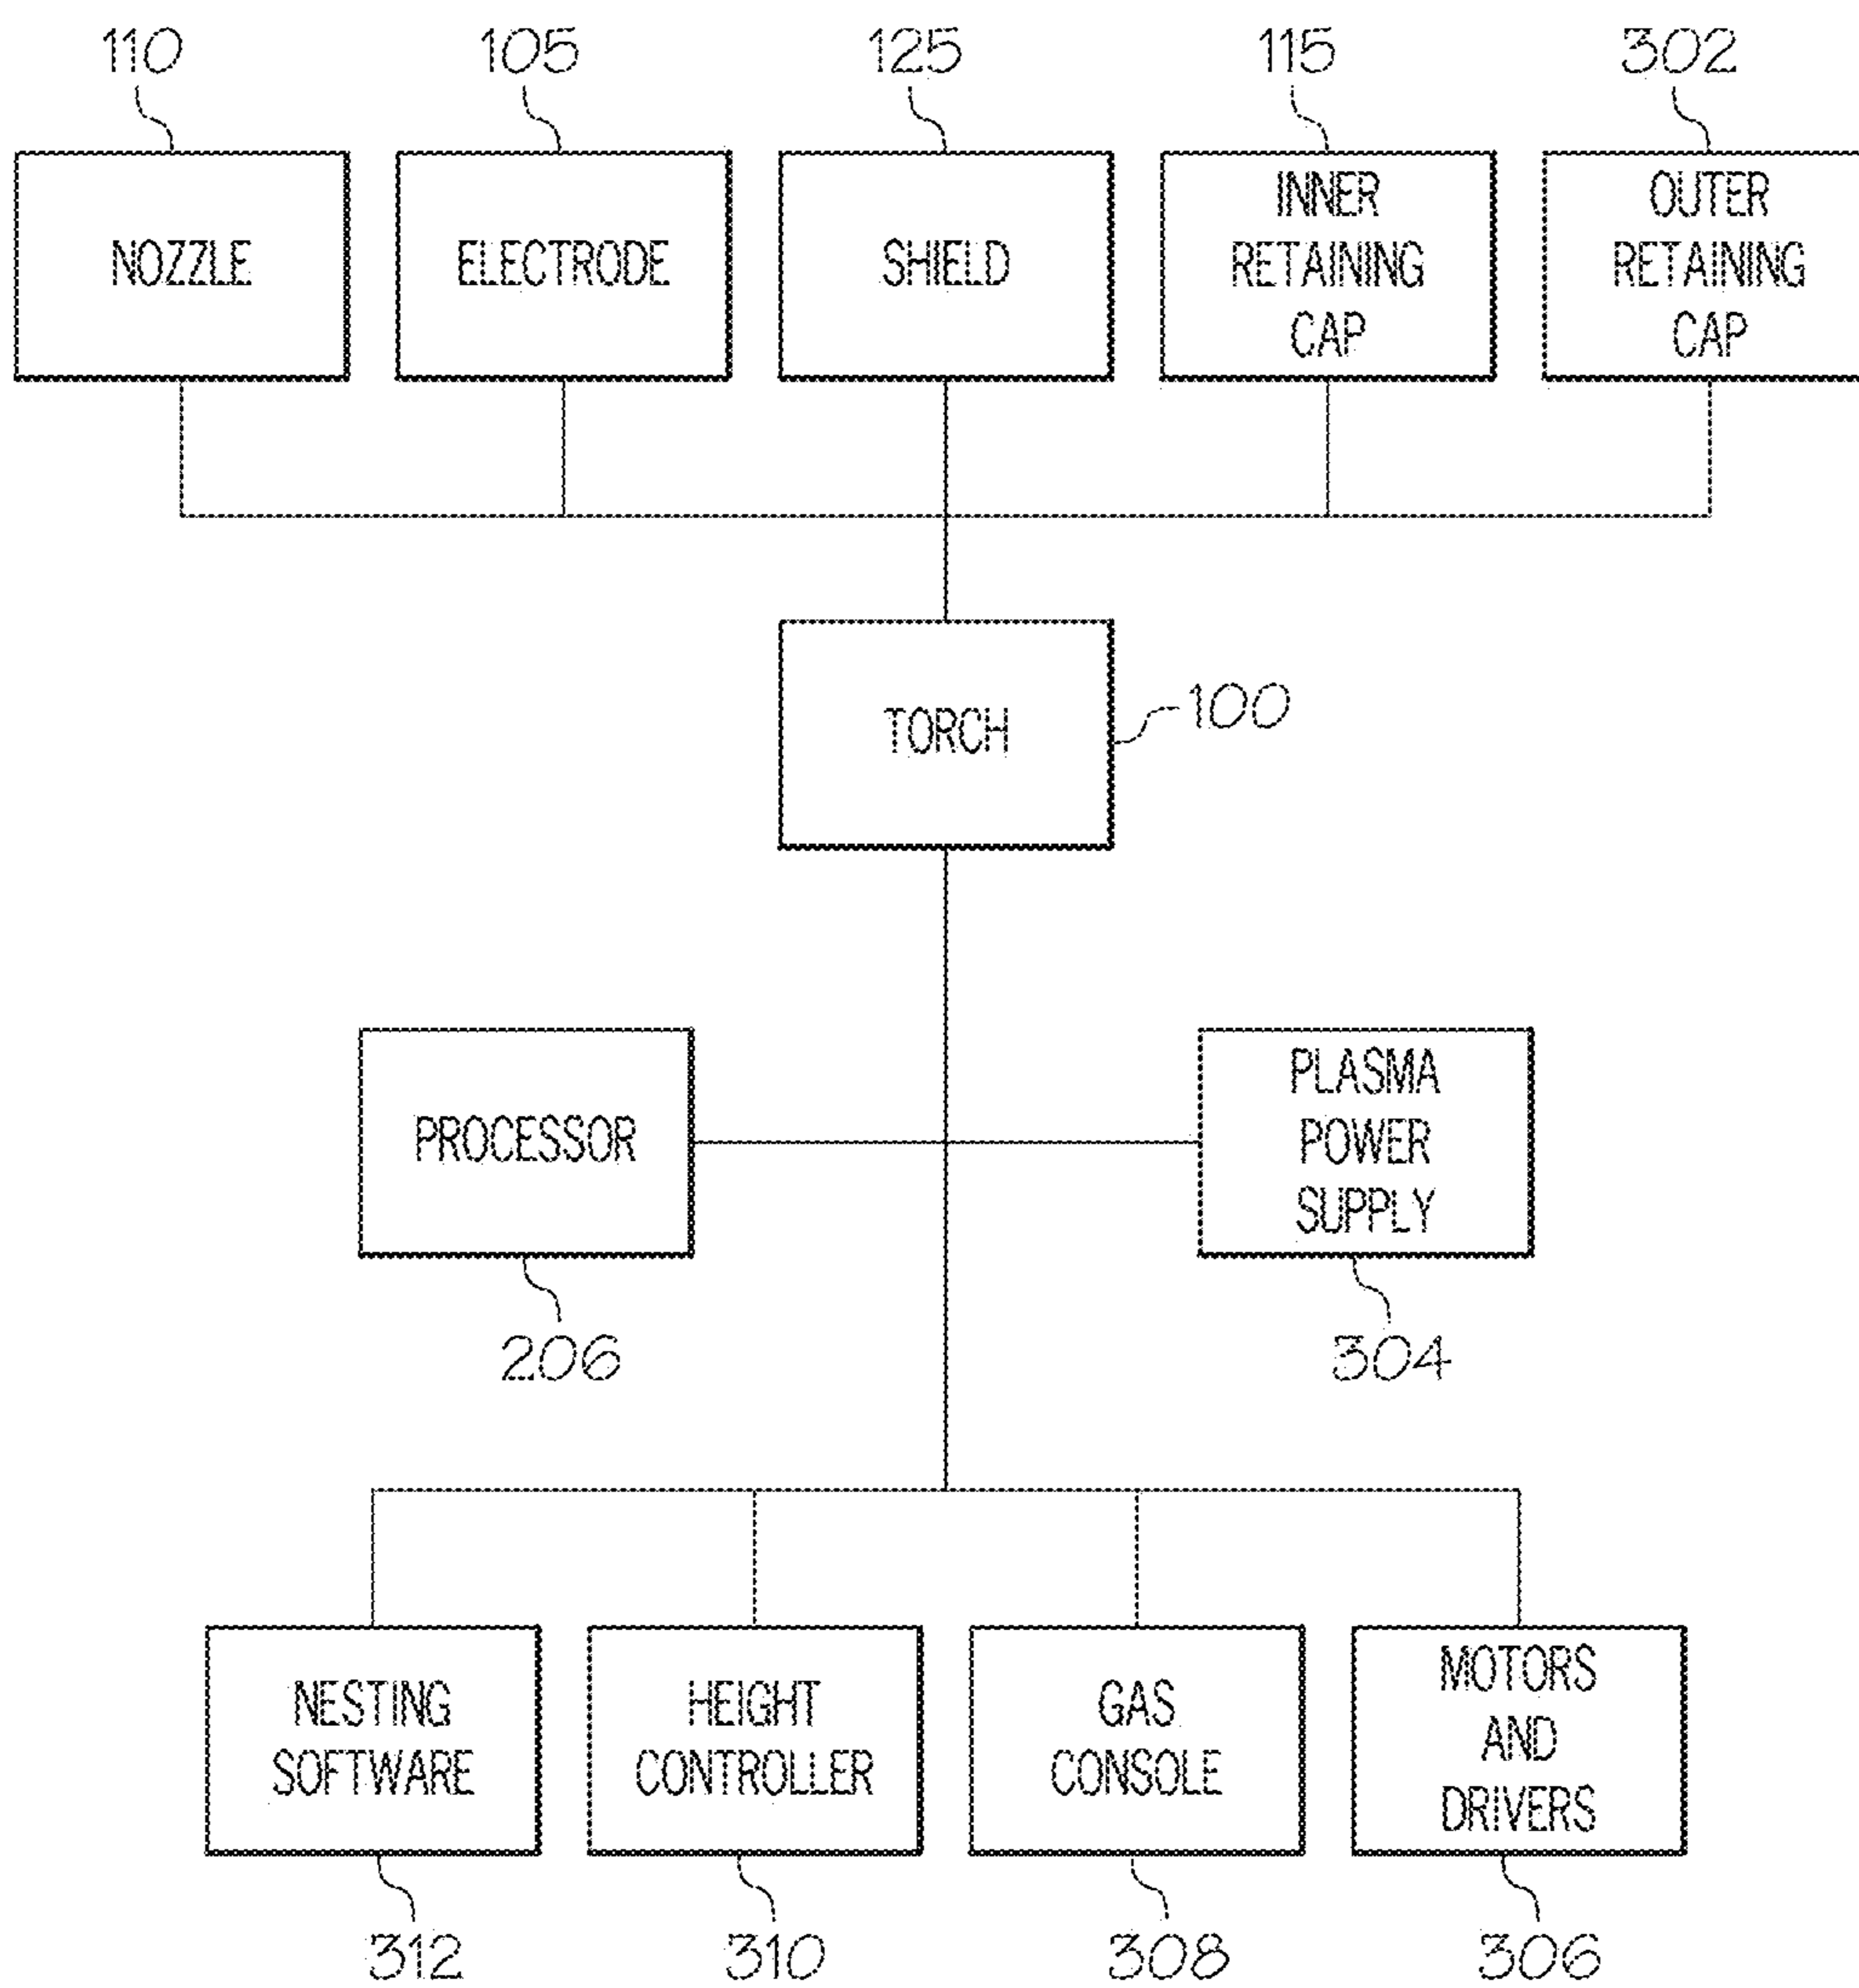 110
105
125
115
302
NOZZLE
ELECTRODE
SHIELD
INNER
RETAINING
CAP
OUTER
RETAINING
CAP
TORCH
100
PROCESSOR
PLASMA
POWER
SUPPLY
206
304
NESTING
SOFTWARE
HEIGHT
CONTROLLER
GAS
CONSOLE
MOTORS
AND
DRIVERS
312
310
308
306